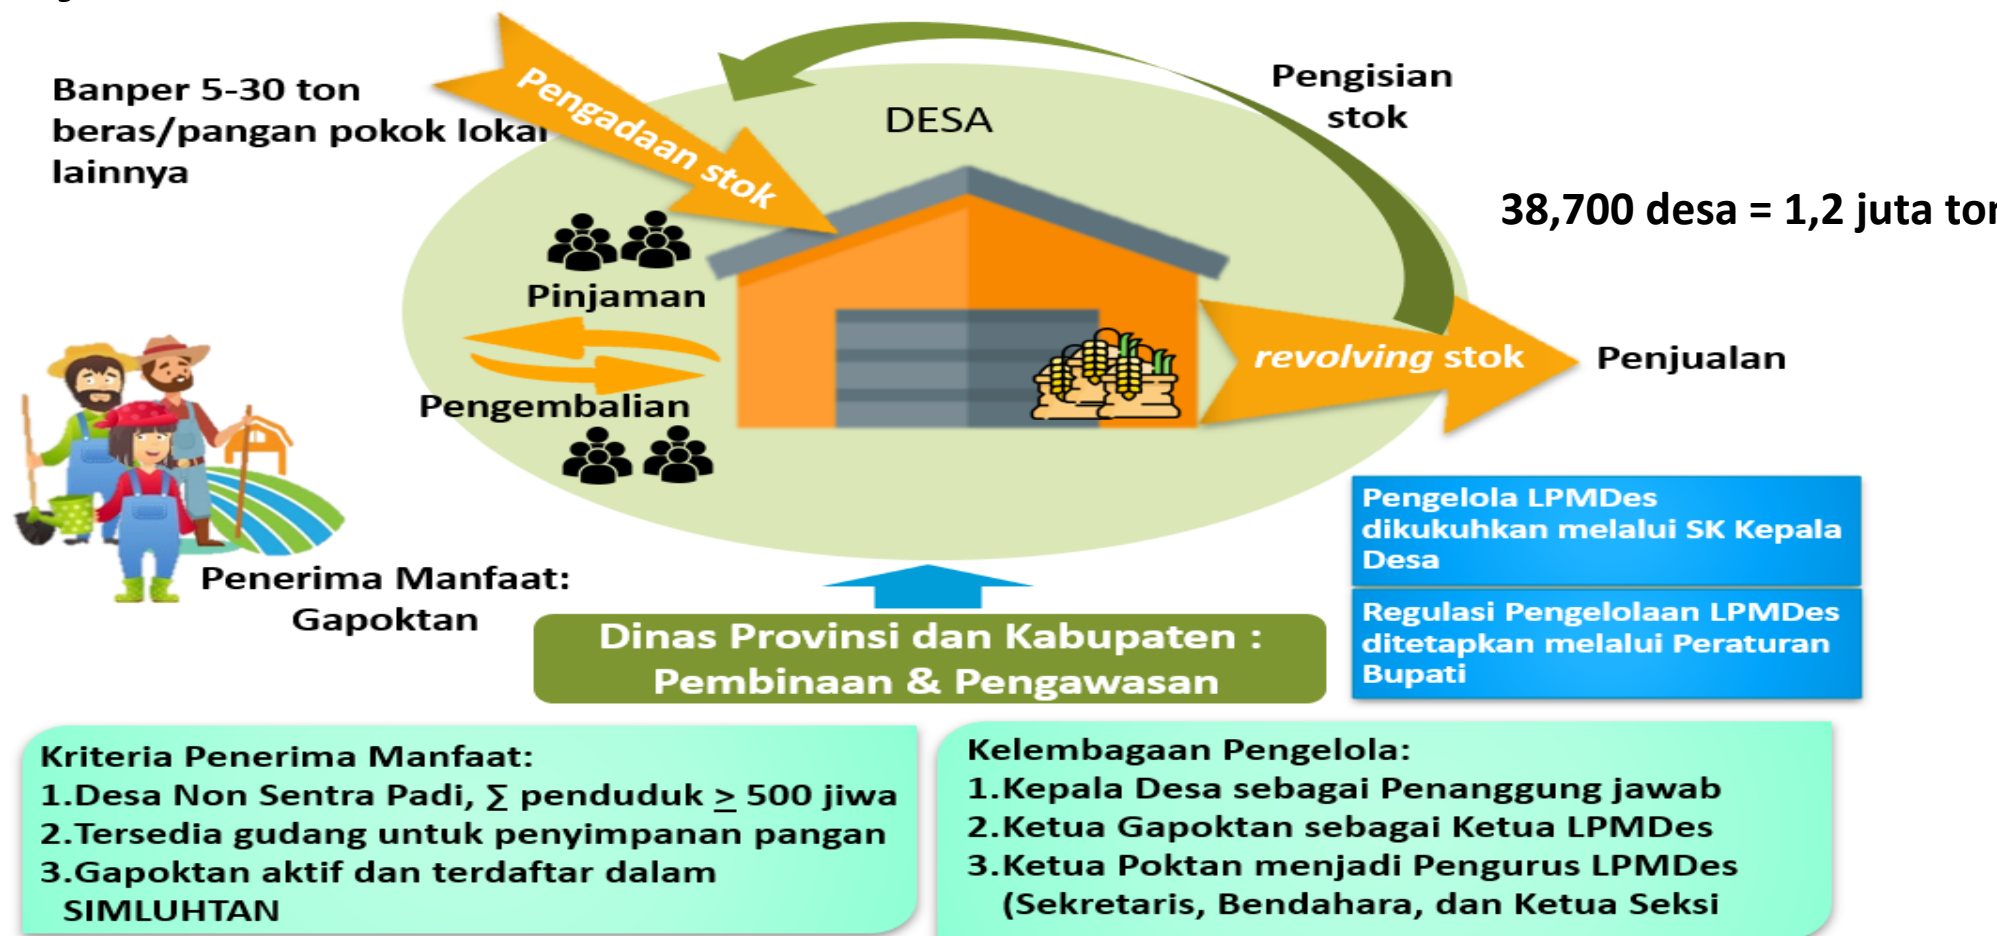 Banper 5-30 ton
beras/pangan pokok lokal
lainnya
Pengadaan stok
DESA
Pengisian
stok
38,700 desa = 1,2 juta ton
Pinjaman
Pengembalian
revolving stok
Penjualan
Penerima Manfaat:
Gapoktan
Pengelola LPMDes
dikukuhkan melalui SK Kepala
Desa
Regulasi Pengelolaan LPMDes
ditetapkan melalui Peraturan
Bupati
Dinas Provinsi dan Kabupaten :
Pembinaan & Pengawasan
Kriteria Penerima Manfaat:
1.Desa Non Sentra Padi, ∑ penduduk ≥ 500 jiwa
2.Tersedia gudang untuk penyimpanan pangan
3.Gapoktan aktif dan terdaftar dalam
SIMLUHTAN
Kelembagaan Pengelola:
1.Kepala Desa sebagai Penanggung jawab
2.Ketua Gapoktan sebagai Ketua LPMDes
3.Ketua Poktan menjadi Pengurus LPMDes
(Sekretaris, Bendahara, dan Ketua Seksi